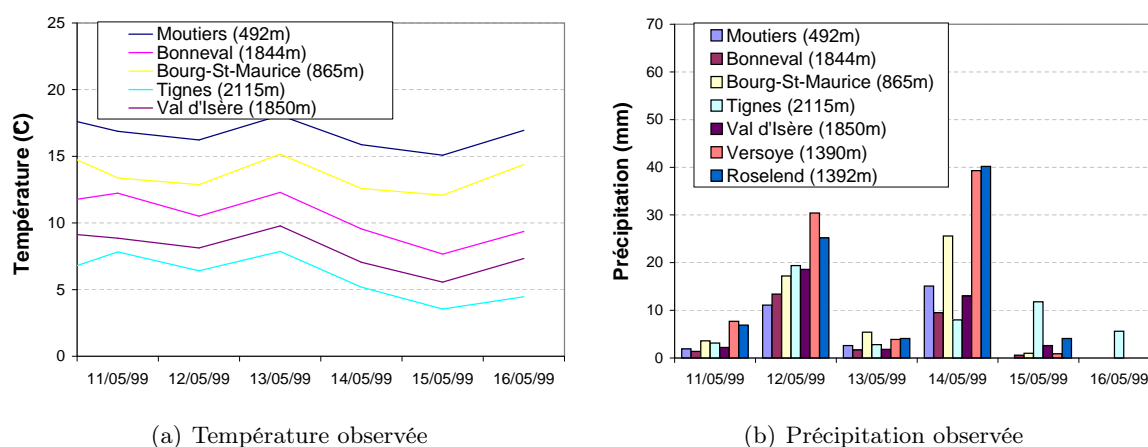 25
20
15
10
5
0
Température (C)
Moutiers (492m)
Bonneval (1844m)
Bourg-St-Maurice (865m)
Tignes (2115m)
Val d'Isère (1850m)
11/05/99 12/05/99 13/05/99 14/05/99 15/05/99 16/05/99
(a) Température observée
70
60
50
40
30
20
10
0
Précipitation (mm)
Moutiers (492m)
Bonneval (1844m)
Bourg-St-Maurice (865m)
Tignes (2115m)
Val d'Isère (1850m)
Versoye (1390m)
Roselend (1392m)
11/05/99 12/05/99 13/05/99 14/05/99 15/05/99 16/05/99
(b) Précipitation observée